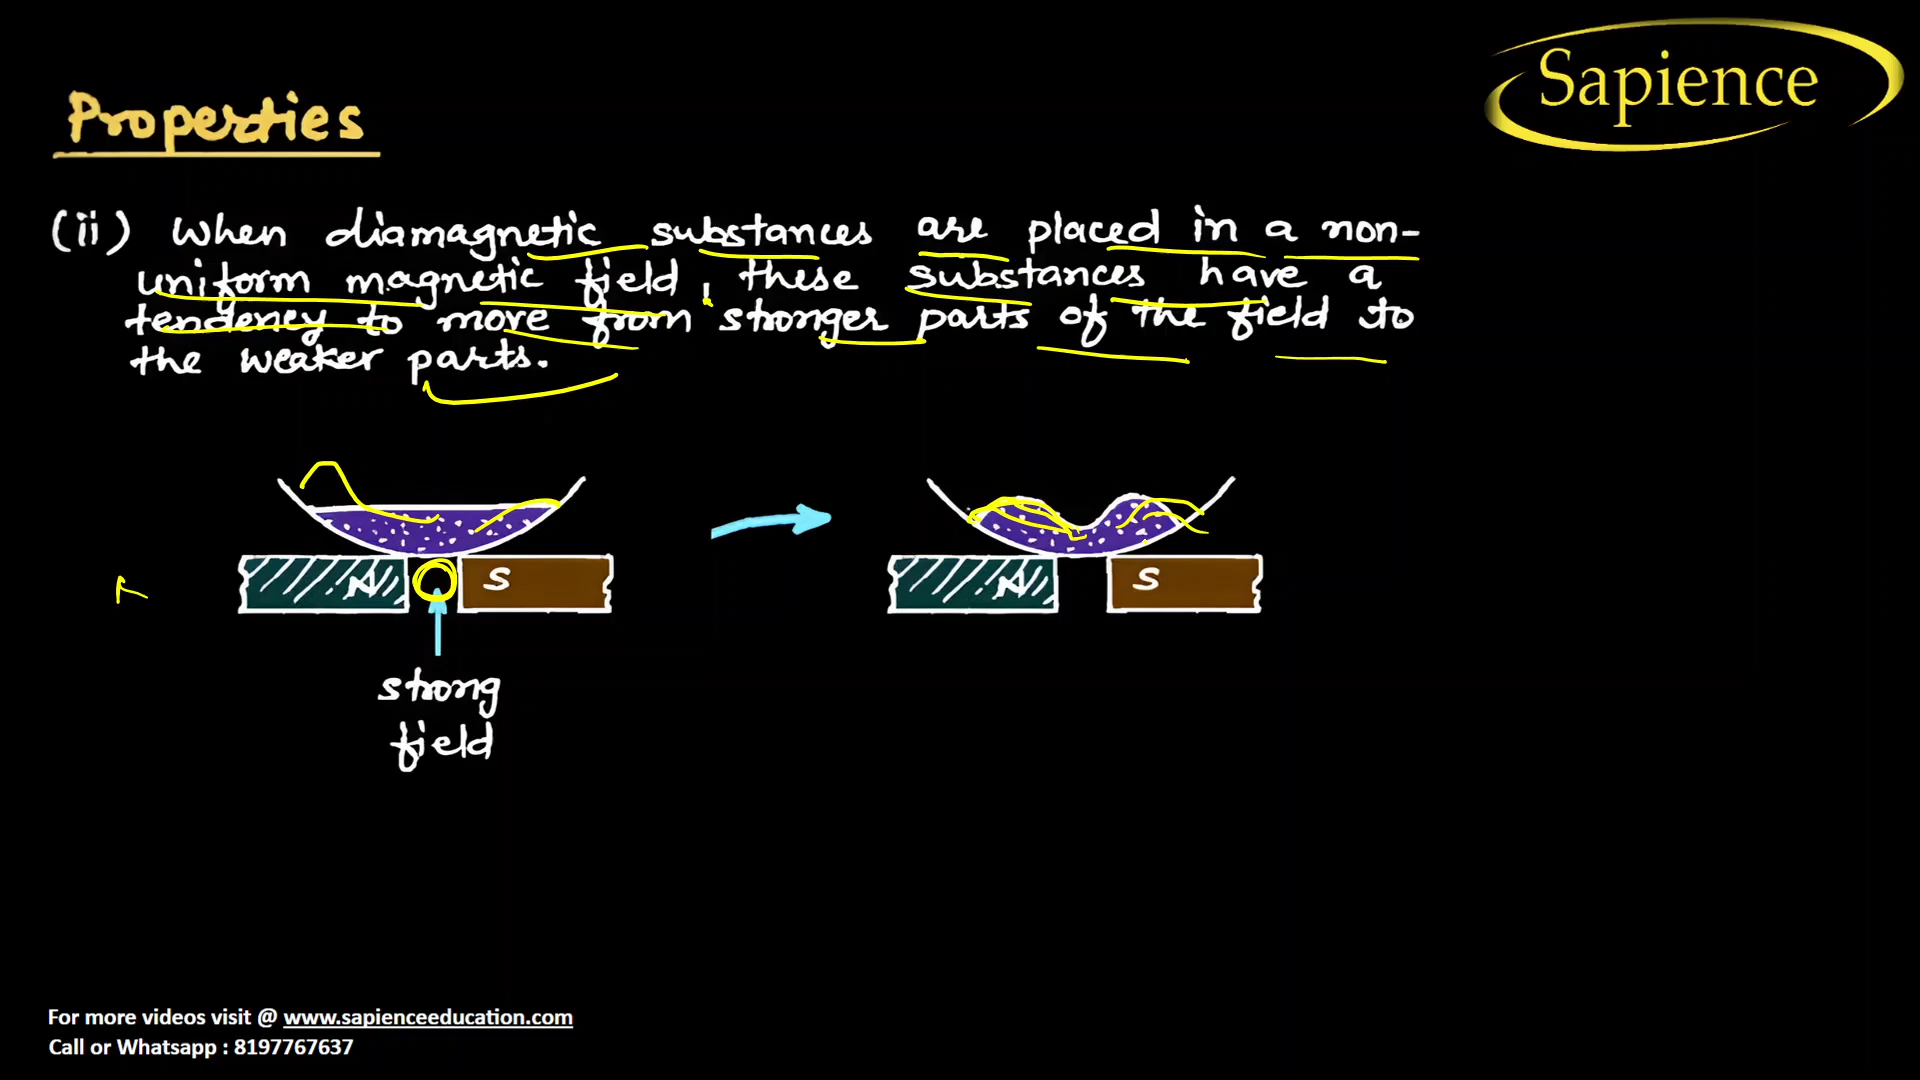 Sapience
Properties
(ii) When diamagnetic substances are placed in a non-
uniform magnetic field, these substances have a
tendency to move from stronger parts of the field to
the weaker parts.
N S
N S
strong
field
For more videos visit @ www.sapienceeducation.com
Call or Whatsapp : 8197767637